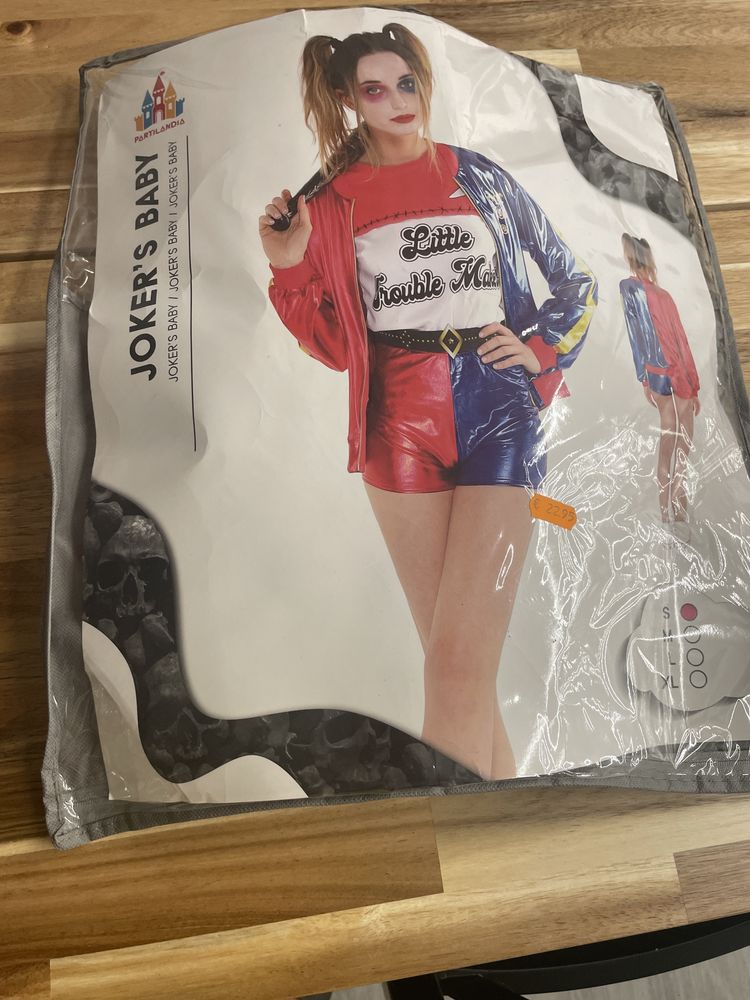 PARTILANDIA
JOKER'S BABY
JOKER'S BABY / JOKER'S BABY / JOKER'S BABY
Little
Trouble Mak
€ 22.95
S
M
L
XL